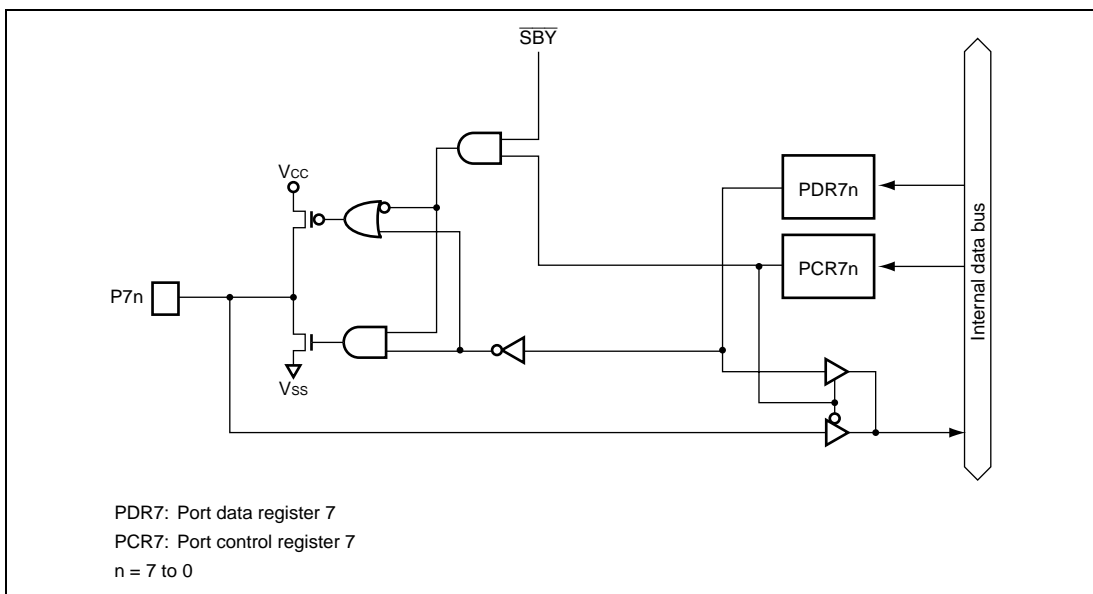 SBY
VCC
PDR7n
PCR7n
P7n
VSS
Internal data bus
PDR7: Port data register 7
PCR7: Port control register 7
n = 7 to 0